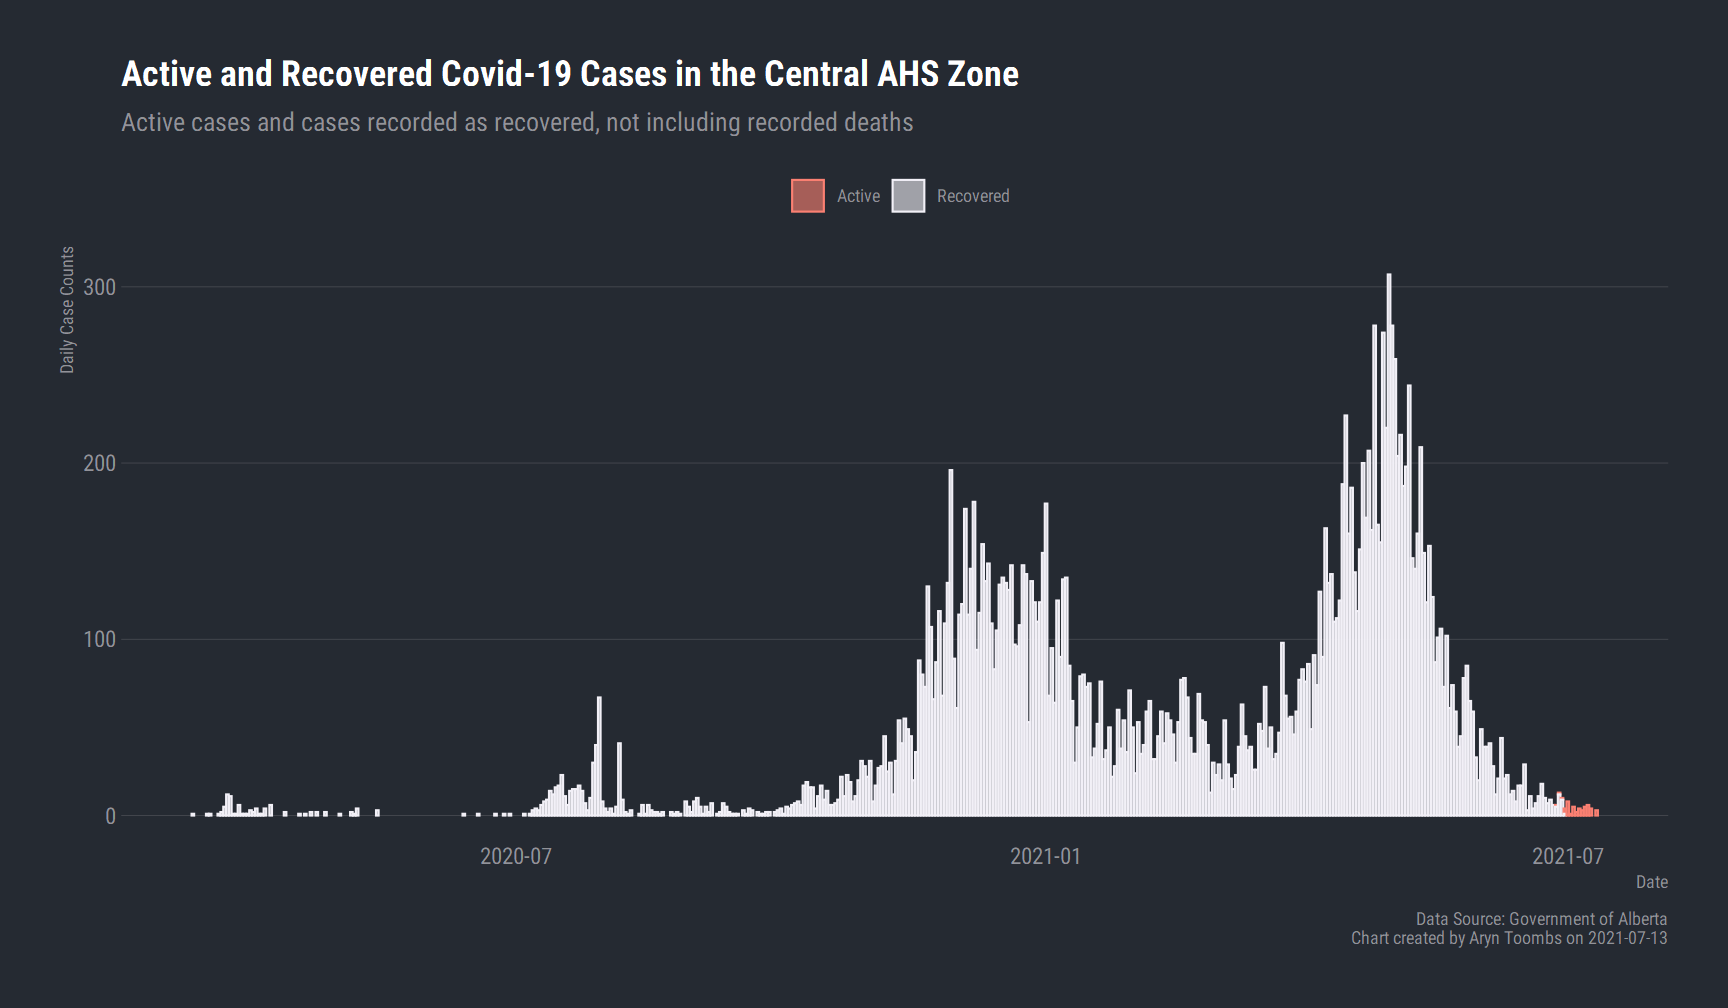 Active and Recovered Covid-19 Cases in the Central AHS Zone
Active cases and cases recorded as recovered, not including recorded deaths
Active
Recovered
Daily Case Counts
300
200
100
0
2020-07
2021-01
2021-07
Date
Data Source: Government of Alberta
Chart created by Aryn Toombs on 2021-07-13